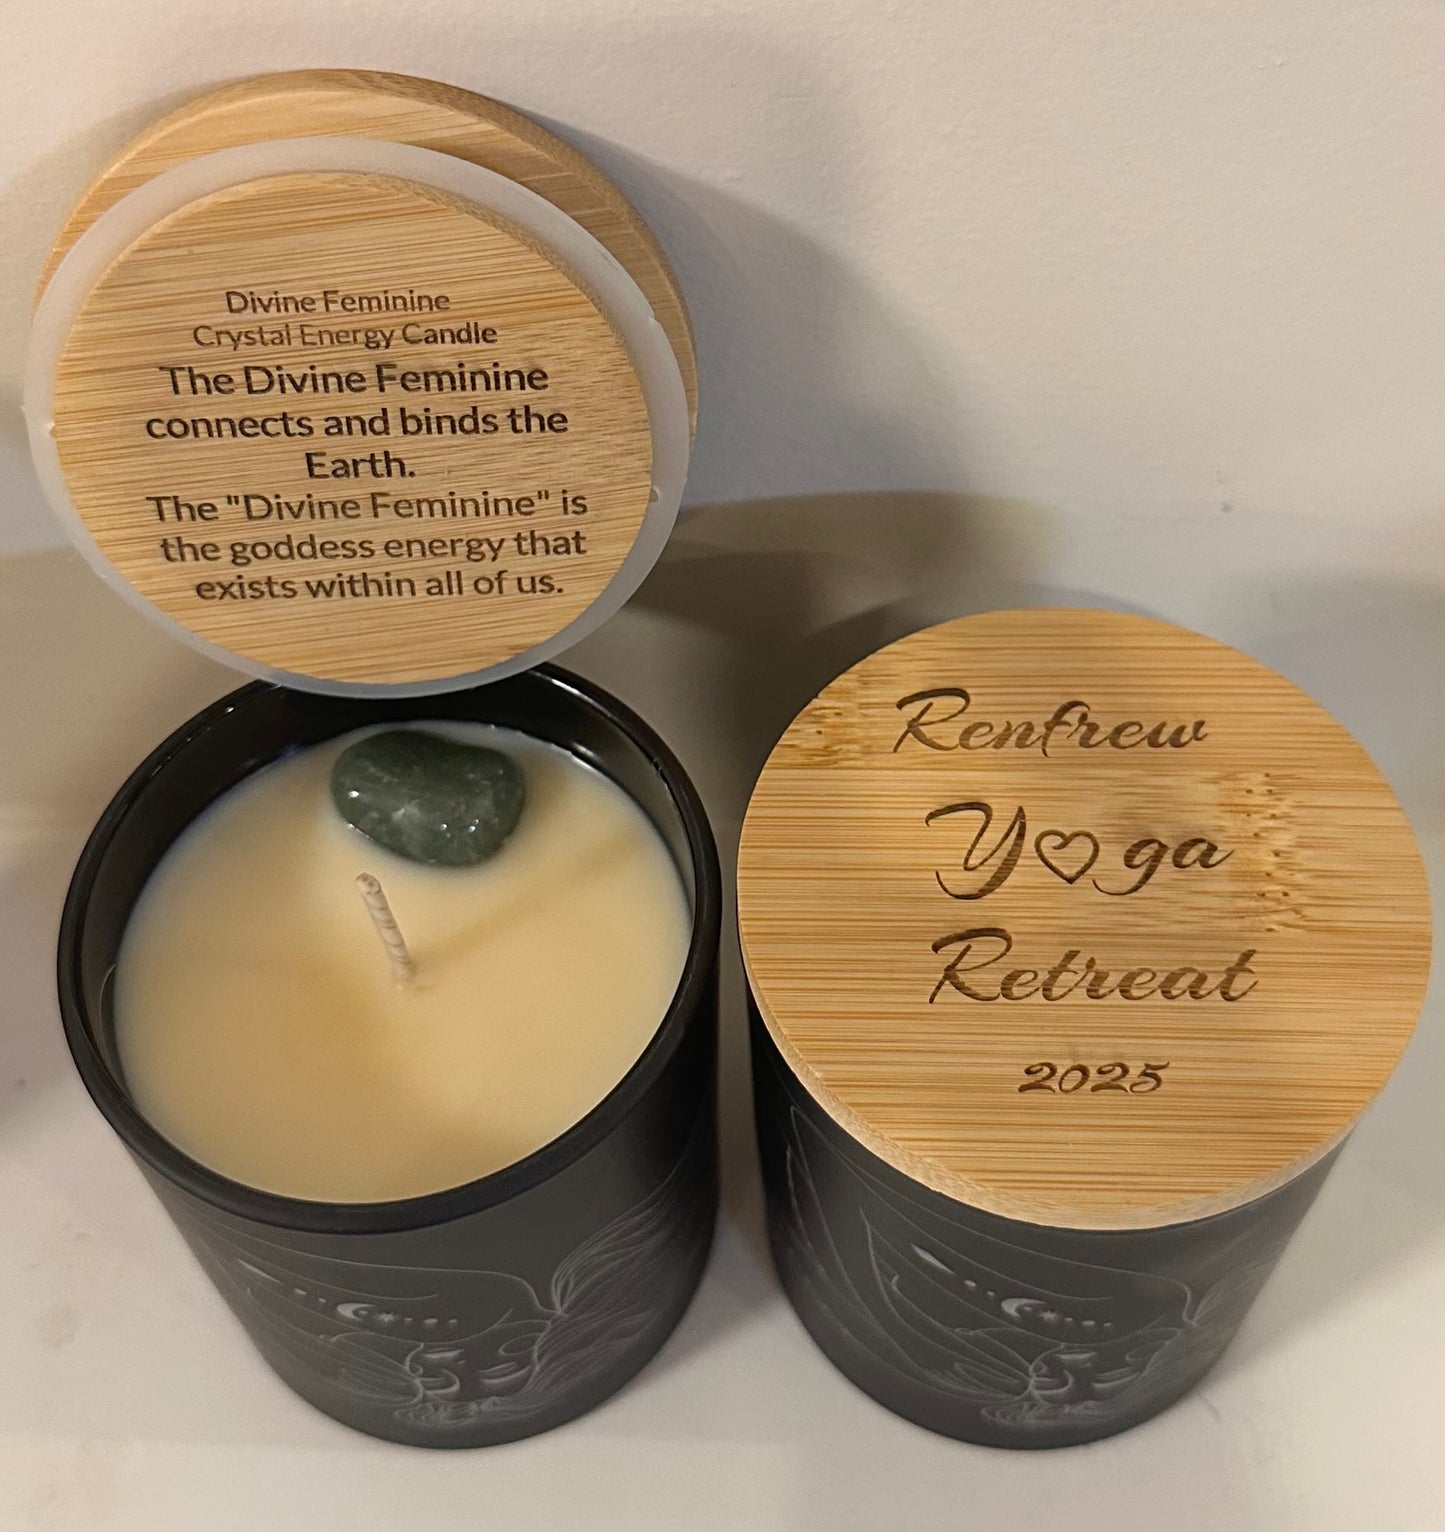 Divine Feminine
Crystal Energy Candle
The Divine Feminine
connects and binds the
Earth.
The "Divine Feminine" is
the goddess energy that
exists within all of us.
Renfrew
Y♡ga
Retreat
2025